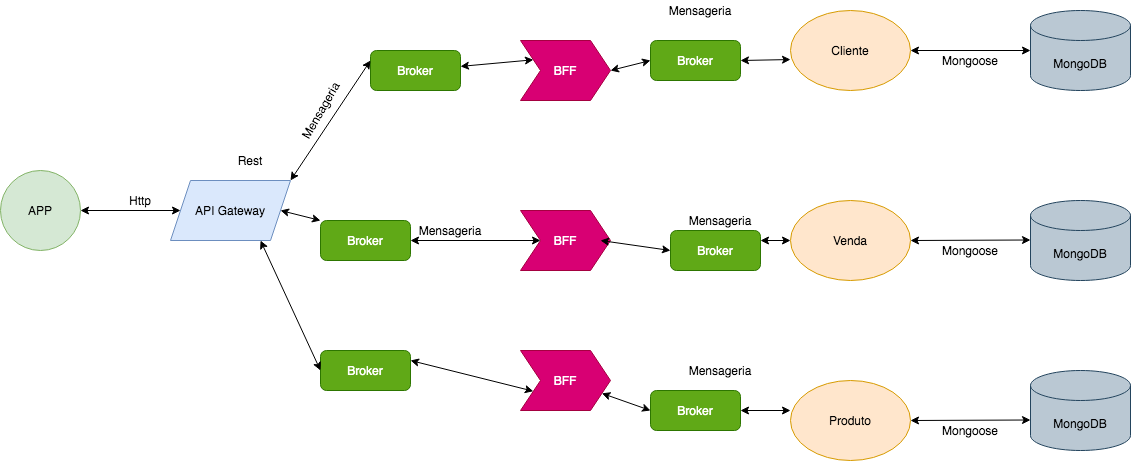 Mensageria
Broker
BFF
Broker
Cliente
Mongoose
MongoDB
Mensageria
Rest
APP
Http
API Gateway
Broker
Mensageria
BFF
Mensageria
Broker
Venda
Mongoose
MongoDB
Broker
BFF
Mensageria
Broker
Produto
Mongoose
MongoDB